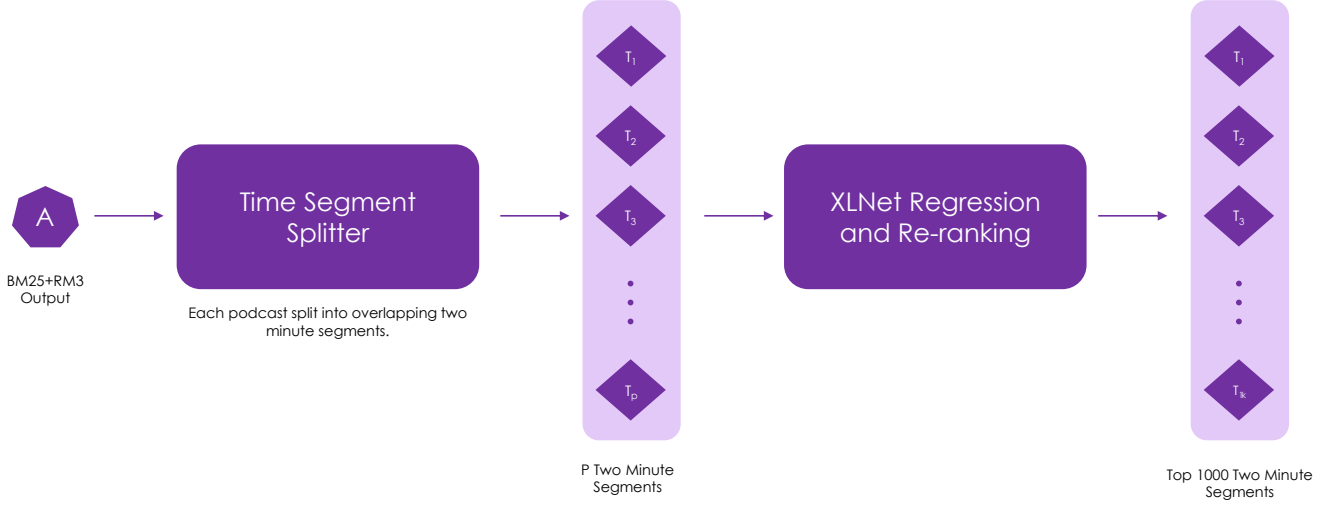 A
BM25+RM3
Output
Time Segment
Splitter
Each podcast split into overlapping two
minute segments.
T1
T2
T3
Tp
P Two Minute
Segments
XLNet Regression
and Re-ranking
T1
T2
T3
T1k
Top 1000 Two Minute
Segments